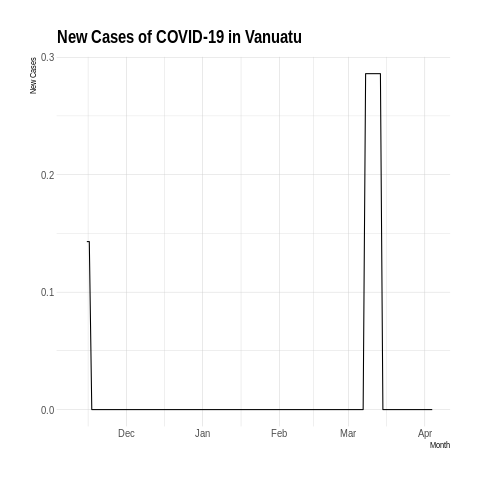 New Cases of COVID-19 in Vanuatu
New Cases
0.3
0.2
0.1
0.0
Dec Jan Feb Mar Apr
Month